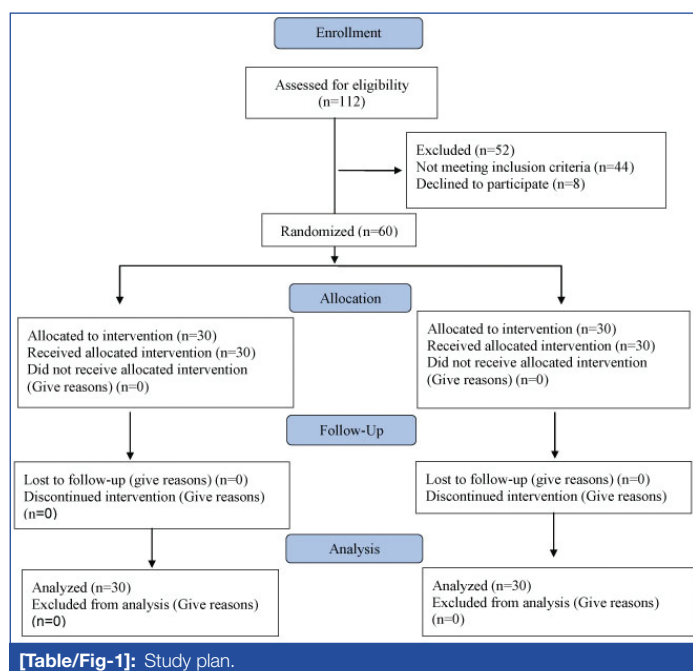 Enrollment
Assessed for eligibility
(n=112)
Excluded (n=52)
Not meeting inclusion criteria (n=44)
Declined to participate (n=8)
Randomized (n=60)
Allocation
Allocated to intervention (n=30)
Received allocated intervention (n=30)
Did not receive allocated intervention
(Give reasons) (n=0)
Allocated to intervention (n=30)
Received allocated intervention (n=30)
Did not receive allocated intervention
(Give reasons) (n=0)
Follow-Up
Lost to follow-up (give reasons) (n=0)
Discontinued intervention (Give reasons)
(n=0)
Lost to follow-up (give reasons) (n=0)
Discontinued intervention (Give reasons)
Analysis
Analyzed (n=30)
Excluded from analysis (Give reasons)
(n=0)
Analyzed (n=30)
Excluded from analysis (Give reasons)
(n=0)
[Table/Fig-1]: Study plan.